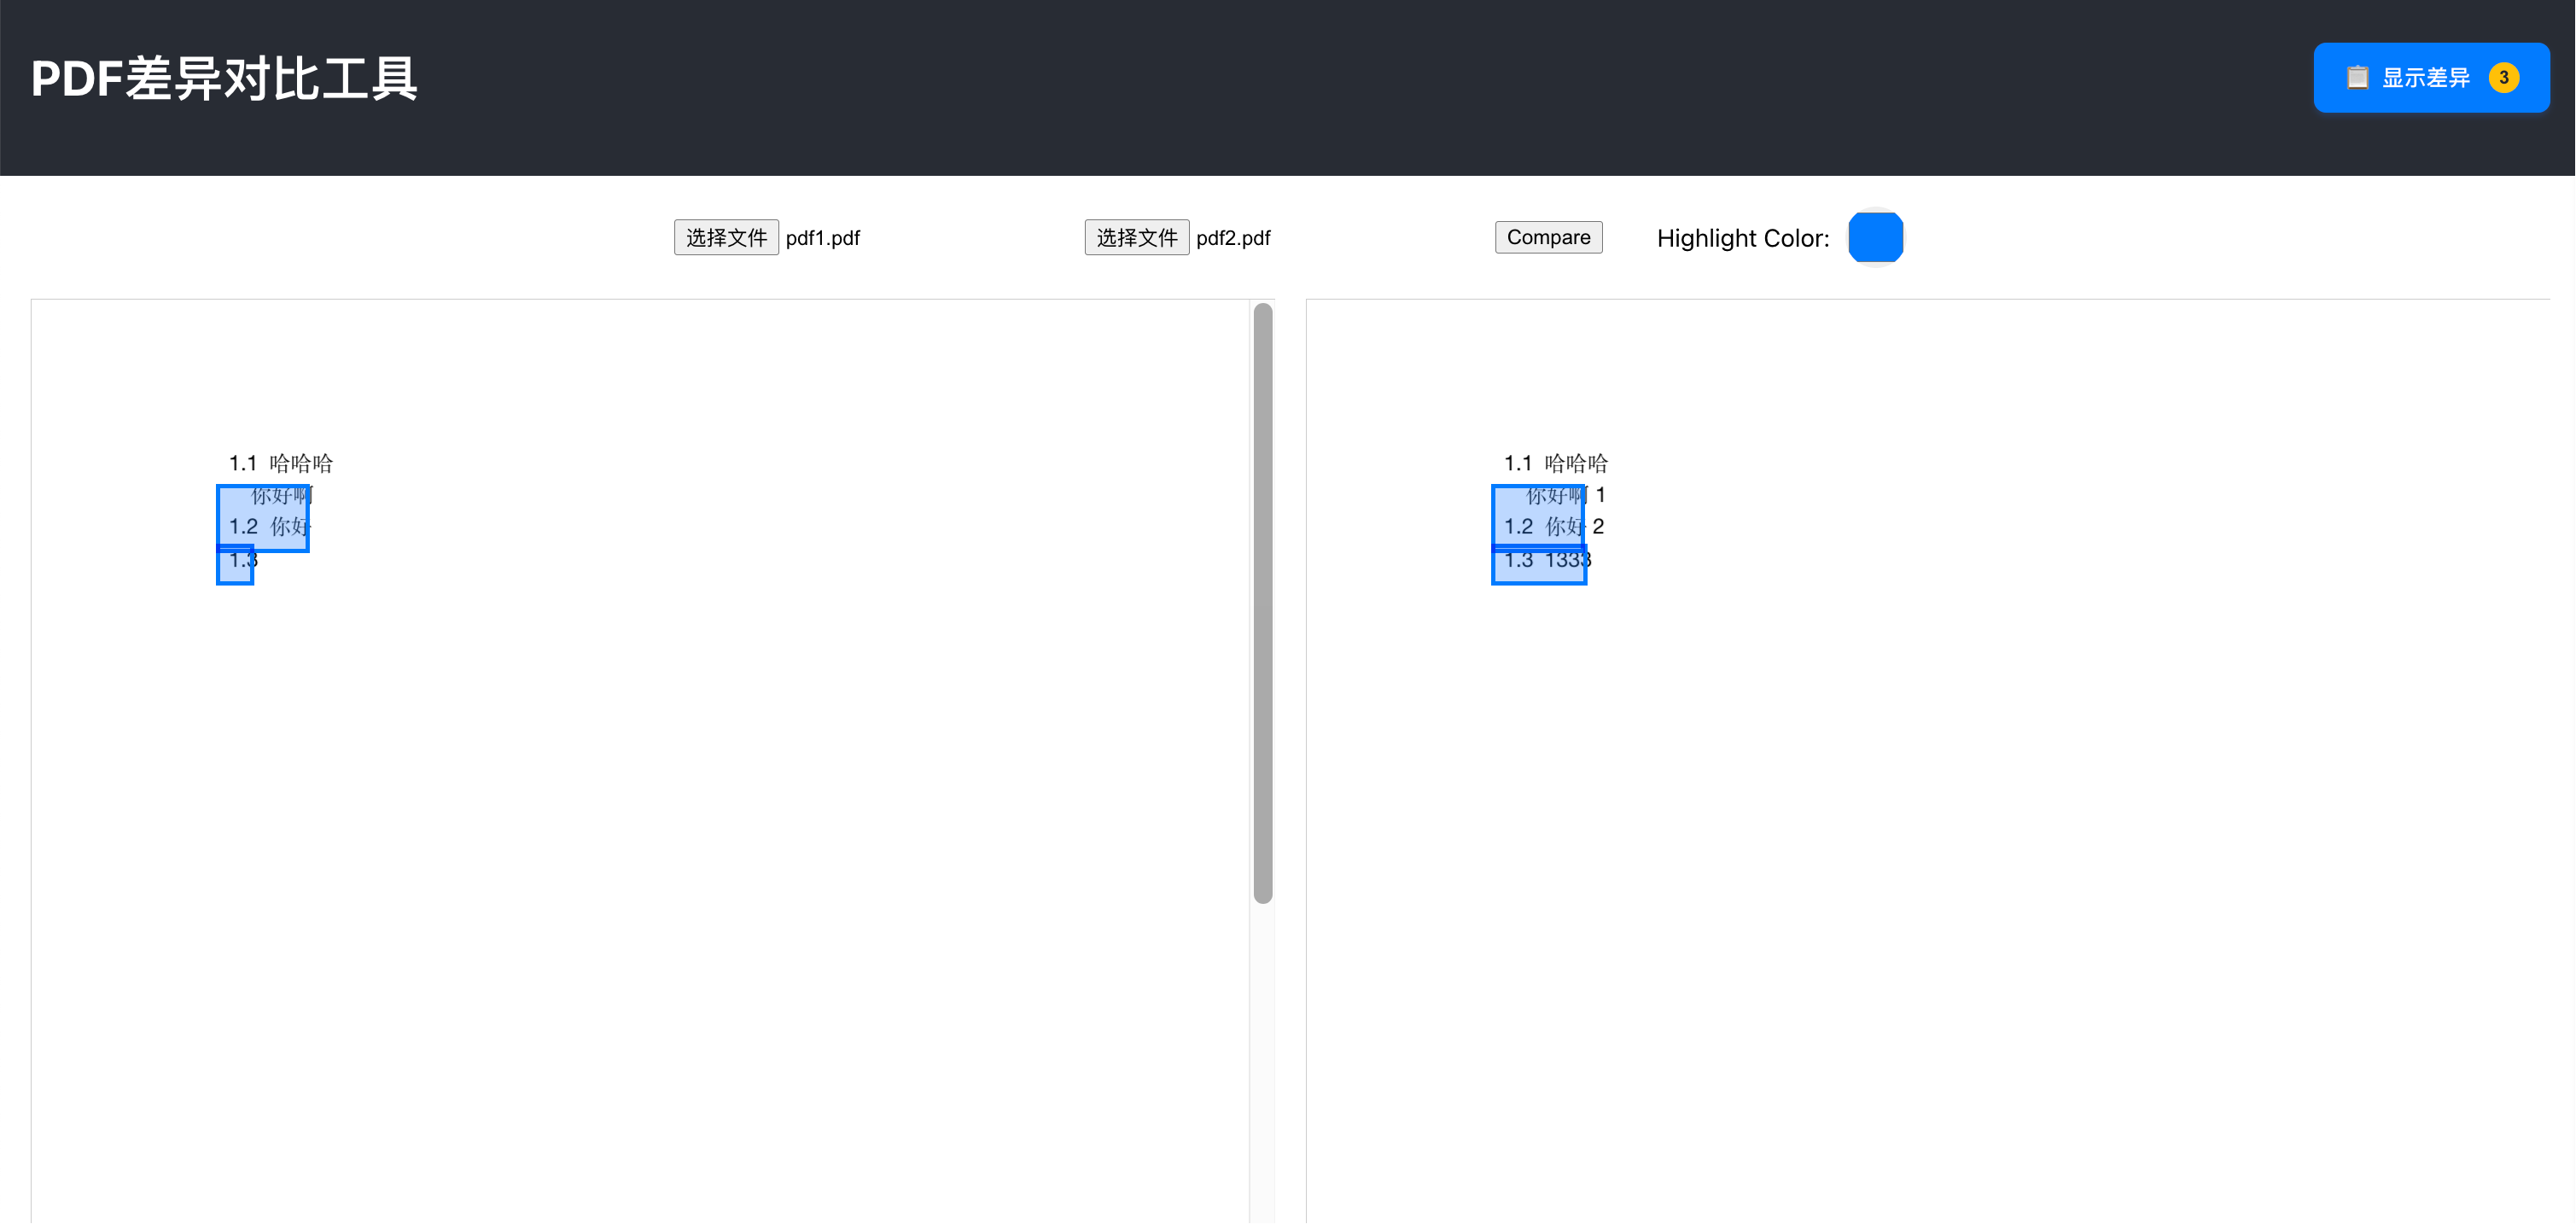 PDF差异对比工具
显示差异 3
选择文件 pdf1.pdf
选择文件 pdf2.pdf
Compare
Highlight Color:
1.1 哈哈哈
你好啊
1.2 你好
1.3
1.1 哈哈哈
你好啊 1
1.2 你好 2
1.3 1333